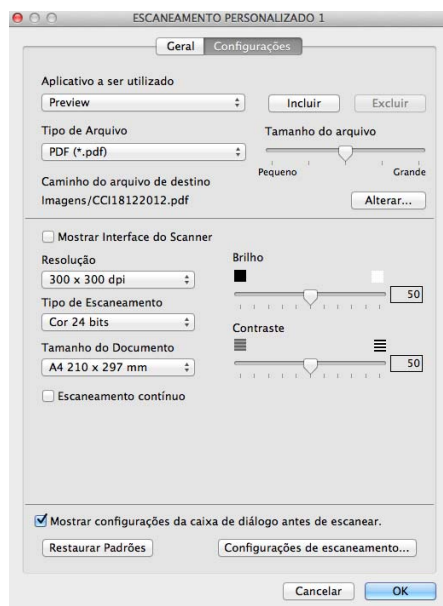 ESCANEAMENTO PERSONALIZADO 1
Geral Configurações
Aplicativo a ser utilizado
Preview Incluir Excluir
Tipo de Arquivo Tamanho do arquivo
PDF (*.pdf)
Pequeno Grande
Caminho do arquivo de destino
Imagens/CCI18122012.pdf Alterar...
Mostrar Interface do Scanner
Resolução Brilho
300 x 300 dpi
50
Tipo de Escaneamento
Cor 24 bits
Contraste
Tamanho do Documento
A4 210 x 297 mm 50
Escaneamento contínuo
Mostrar configurações da caixa de diálogo antes de escanear.
Restaurar Padrões Configurações de escaneamento...
Cancelar OK